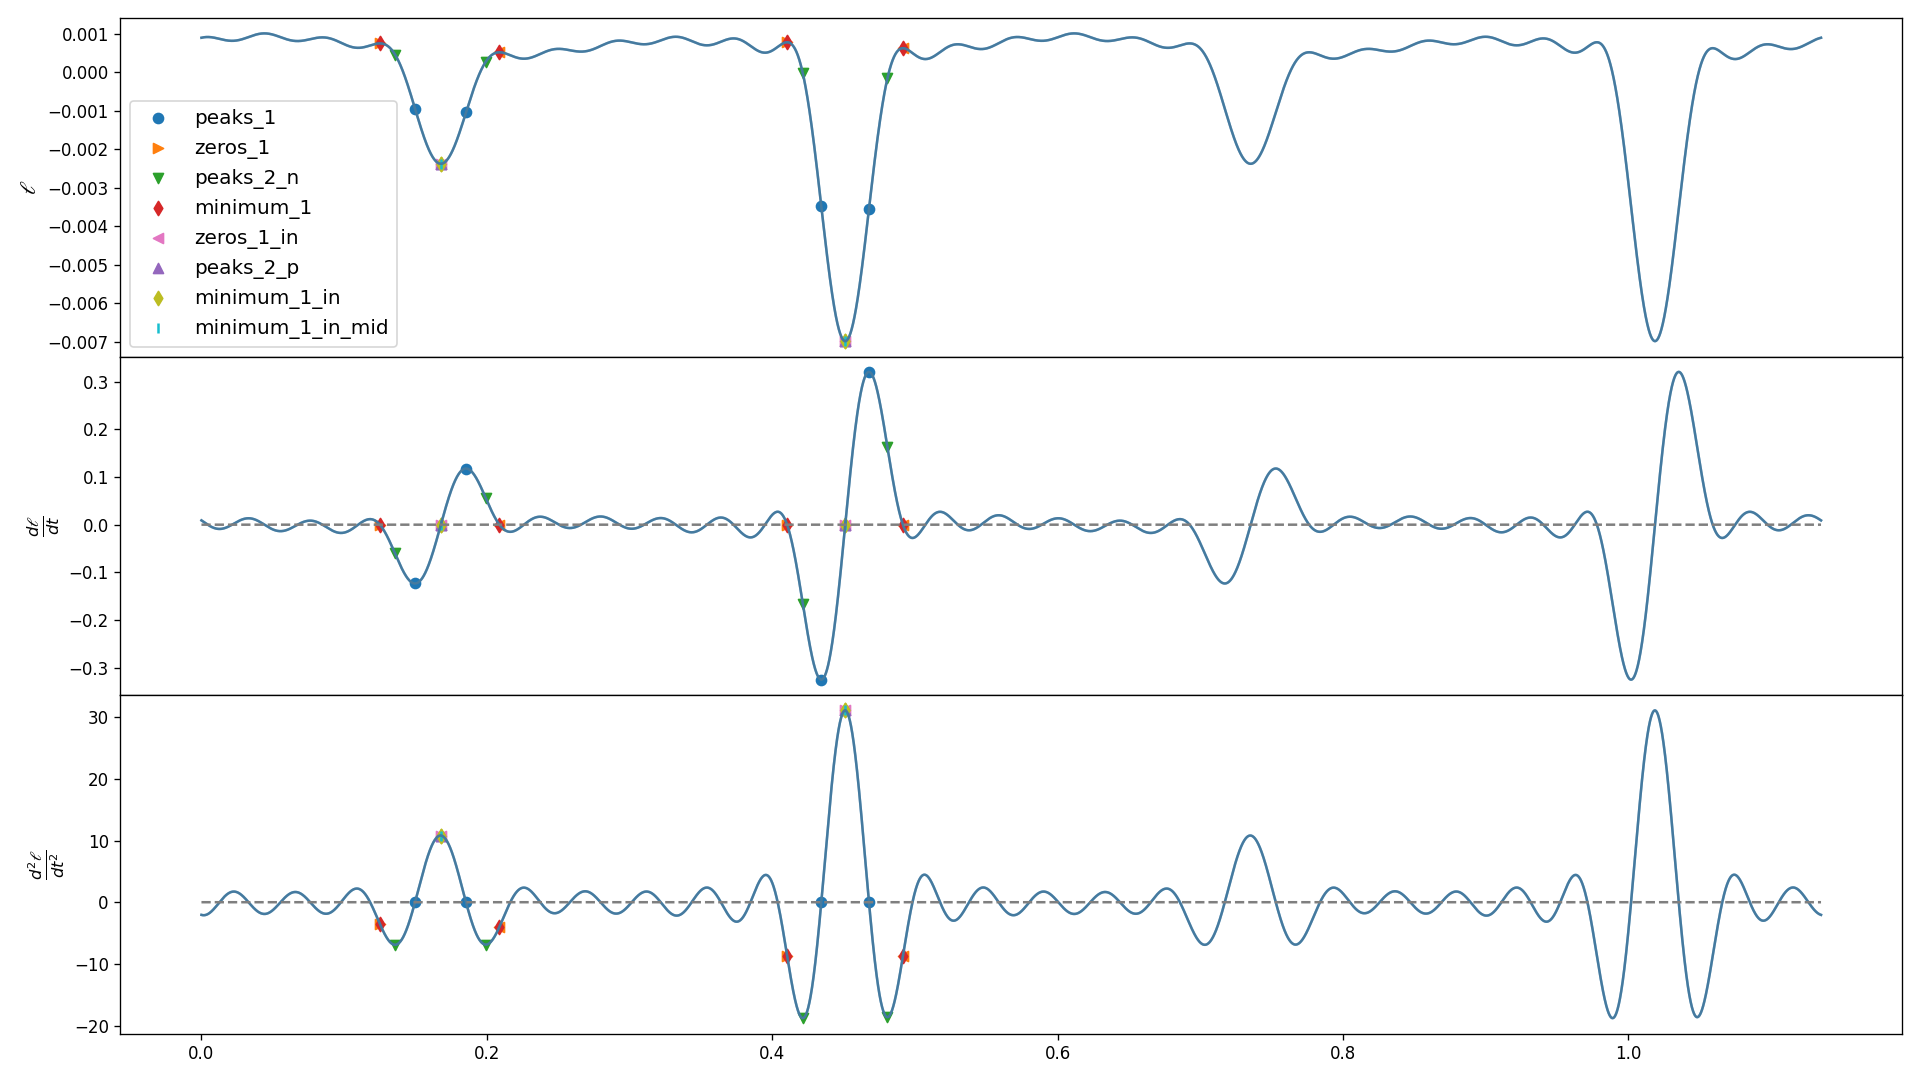 0.001
0.000
−0.001
−0.002
−0.003
−0.004
−0.005
−0.006
−0.007
ℓ
peaks_1
zeros_1
peaks_2_n
minimum_1
zeros_1_in
peaks_2_p
minimum_1_in
minimum_1_in_mid
0.3
0.2
0.1
0.0
−0.1
−0.2
−0.3
dℓ
dt
30
20
10
0
−10
−20
d²ℓ
dt²
0.0 0.2 0.4 0.6 0.8 1.0